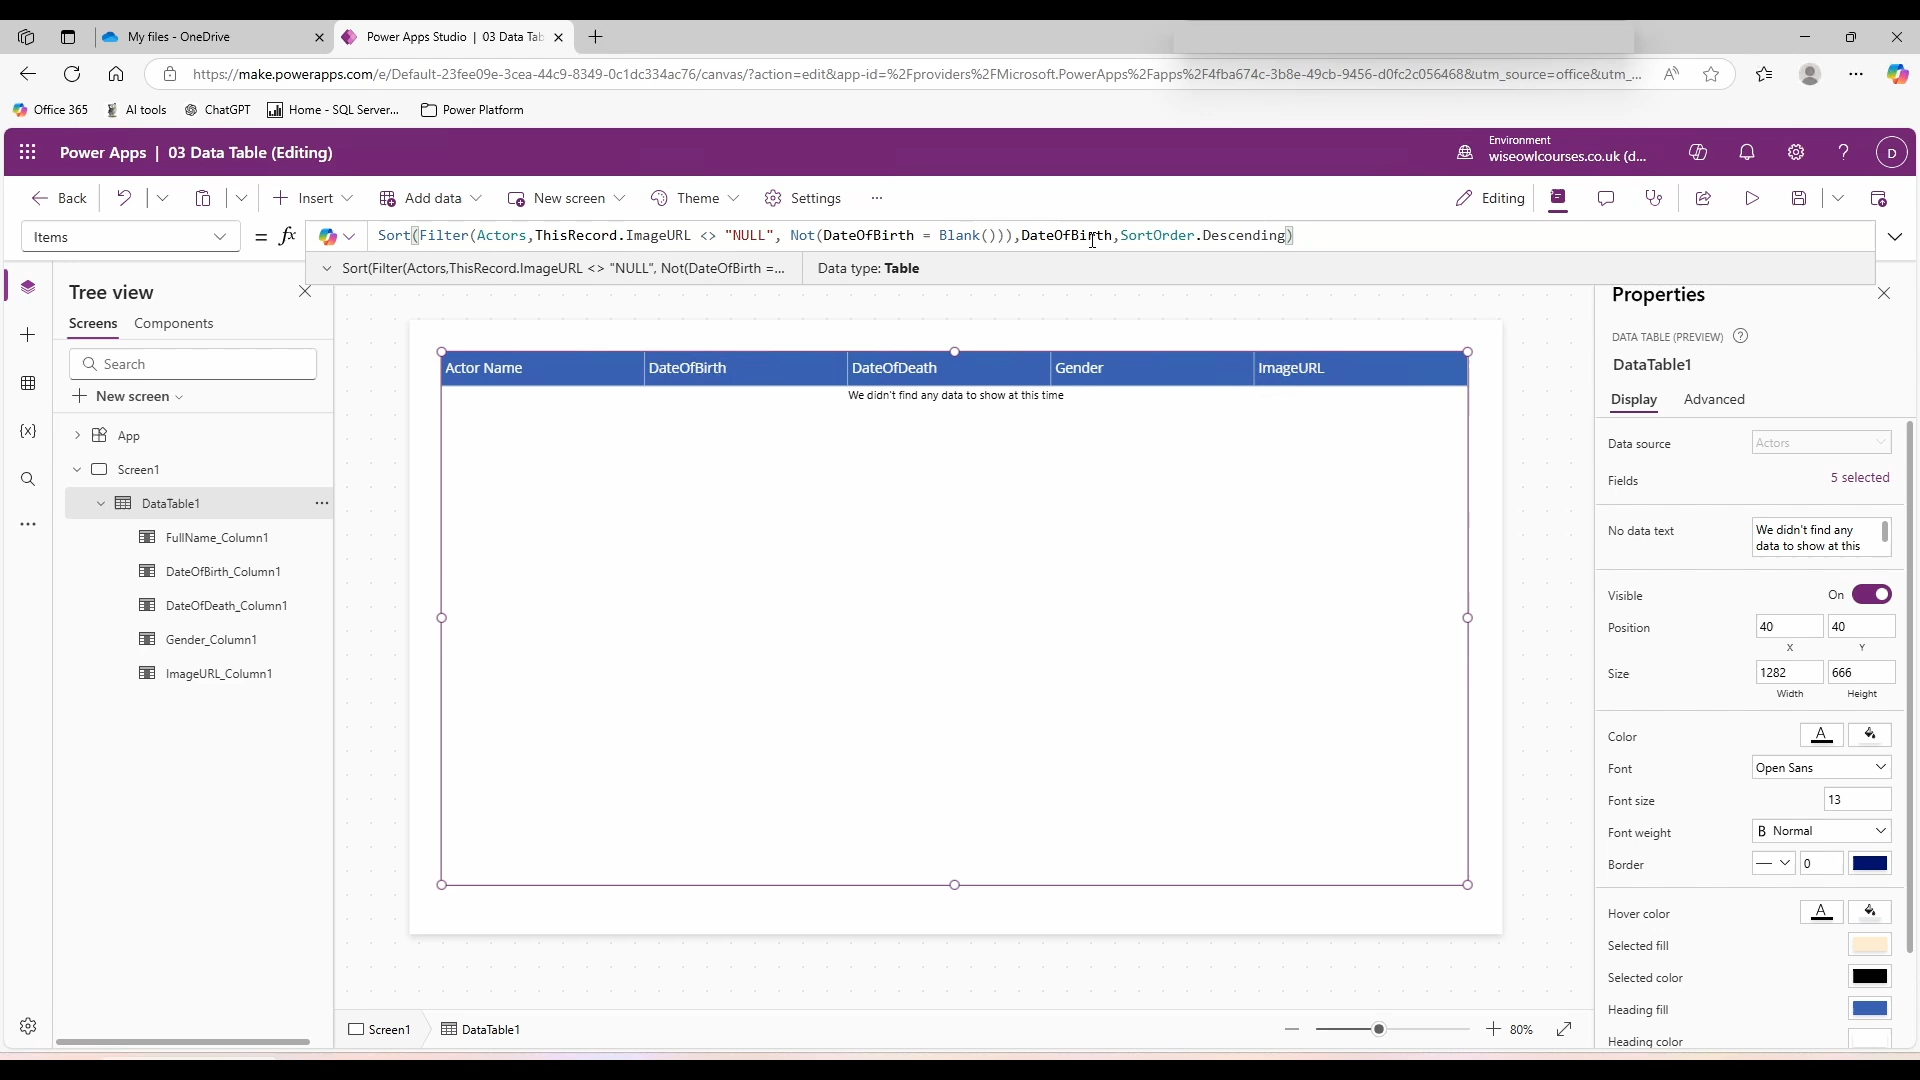 My files - OneDrive
Power Apps Studio | 03 Data Tab
https://make.powerapps.com/e/Default-23fee09e-3cea-44c9-8349-0c1dc334ac76/canvas/?action=edit&app-id=%2Fproviders%2FMicrosoft.PowerApps%2Fapps%2F4fba674c-3b8e-49cb-9456-d0fc2c056468&utm_source=office&utm_...
Office 365
AI tools
ChatGPT
Home - SQL Server...
Power Platform
Power Apps | 03 Data Table (Editing)
Environment
wiseowlcourses.co.uk (d...
D
Back
Insert
Add data
New screen
Theme
Settings
Editing
Items
= fx
Sort(Filter(Actors,ThisRecord.ImageURL <> "NULL", Not(DateOfBirth = Blank())),DateOfBirth,SortOrder.Descending)
Sort(Filter(Actors,ThisRecord.ImageURL <> "NULL", Not(DateOfBirth =...
Data type: Table
Tree view
Screens
Components
Search
New screen
App
Screen1
DataTable1
FullName_Column1
DateOfBirth_Column1
DateOfDeath_Column1
Gender_Column1
ImageURL_Column1
Actor Name
DateOfBirth
DateOfDeath
Gender
ImageURL
We didn't find any data to show at this time
Screen1
DataTable1
80%
Properties
DATA TABLE (PREVIEW)
DataTable1
Display
Advanced
Data source
Actors
Fields
5 selected
No data text
We didn't find any
data to show at this
Visible
On
Position
40
40
X
Y
Size
1282
666
Width
Height
Color
Font
Open Sans
Font size
13
Font weight
B Normal
Border
0
Hover color
Selected fill
Selected color
Heading fill
Heading color